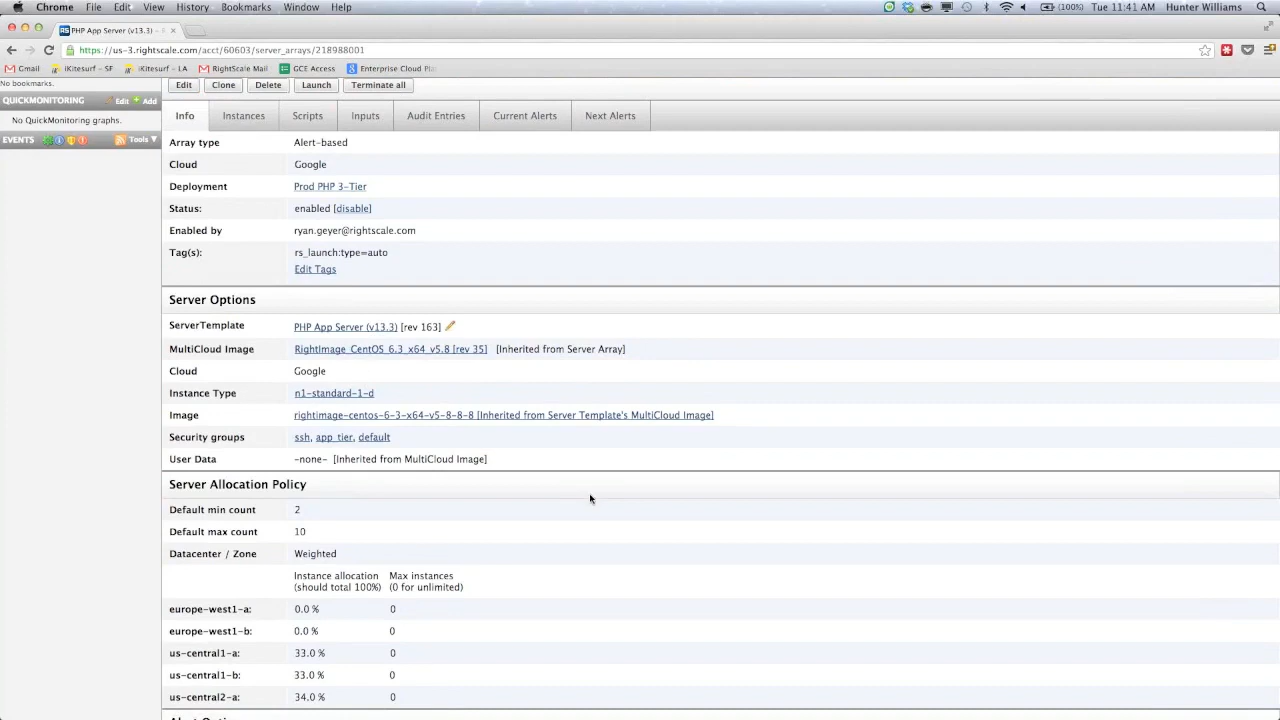 Chrome File Edit View History Bookmarks Window Help (100%) Tue 11:41 AM Hunter Williams
RS PHP App Server (v13.3) –
https://us-3.rightscale.com/acct/60603/server_arrays/218988001
Gmail iKitesurf – SF iKitesurf – LA RightScale Mail GCE Access Enterprise Cloud Pl
No bookmarks. Edit Clone Delete Launch Terminate all
QUICKMONITORING Edit Add
No QuickMonitoring graphs.
EVENTS Tools
Info Instances Scripts Inputs Audit Entries Current Alerts Next Alerts
Array type Alert-based
Cloud Google
Deployment Prod PHP 3-Tier
Status: enabled [disable]
Enabled by ryan.geyer@rightscale.com
Tag(s): rs_launch:type=auto
Edit Tags
Server Options
ServerTemplate PHP App Server (v13.3) [rev 163]
MultiCloud Image RightImage_CentOS_6.3_x64_v5.8 [rev 35] [Inherited from Server Array]
Cloud Google
Instance Type n1-standard-1-d
Image rightimage-centos-6-3-x64-v5-8-8-8 [Inherited from Server Template's MultiCloud Image]
Security groups ssh, app_tier, default
User Data -none- [Inherited from MultiCloud Image]
Server Allocation Policy
Default min count 2
Default max count 10
Datacenter / Zone Weighted
Instance allocation Max instances
(should total 100%) (0 for unlimited)
europe-west1-a: 0.0 % 0
europe-west1-b: 0.0 % 0
us-central1-a: 33.0 % 0
us-central1-b: 33.0 % 0
us-central2-a: 34.0 % 0